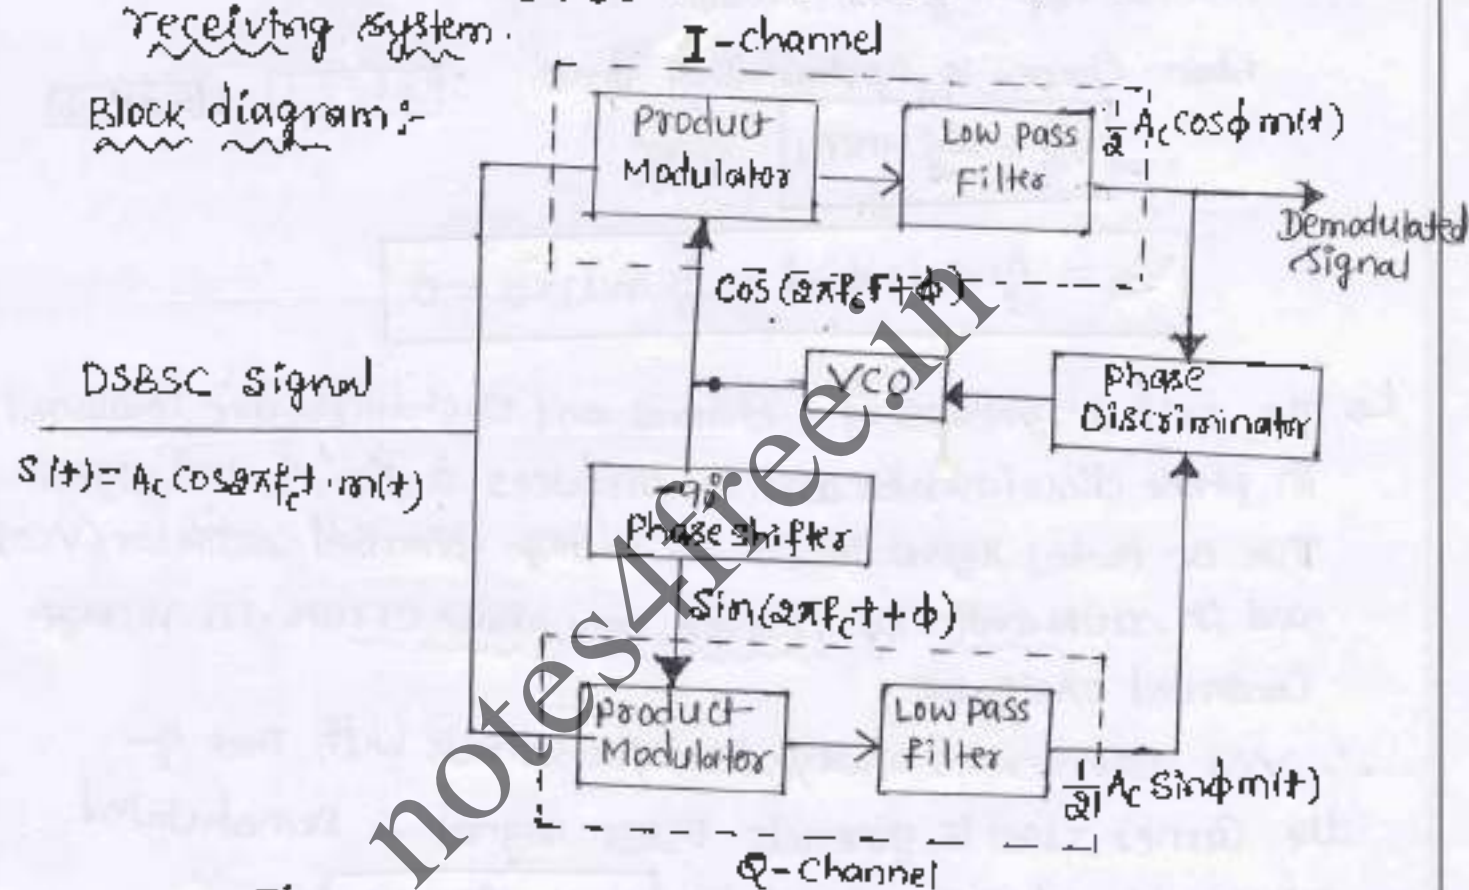 receiving system.
Block diagram:-
I-channel
Product
Modulator
Low pass
Filter
1/2 Ac cosϕ m(t)
Demodulated
Signal
Cos(2πfct+ϕ)
VCO
Phase
Discriminator
DSBSC Signal
S(t)= Ac cos2πfct·m(t)
-90°
Phase shifter
Sin(2πfct+ϕ)
Product
Modulator
Low pass
filter
1/2 Ac Sinϕ m(t)
Q-Channel
notes4free.in